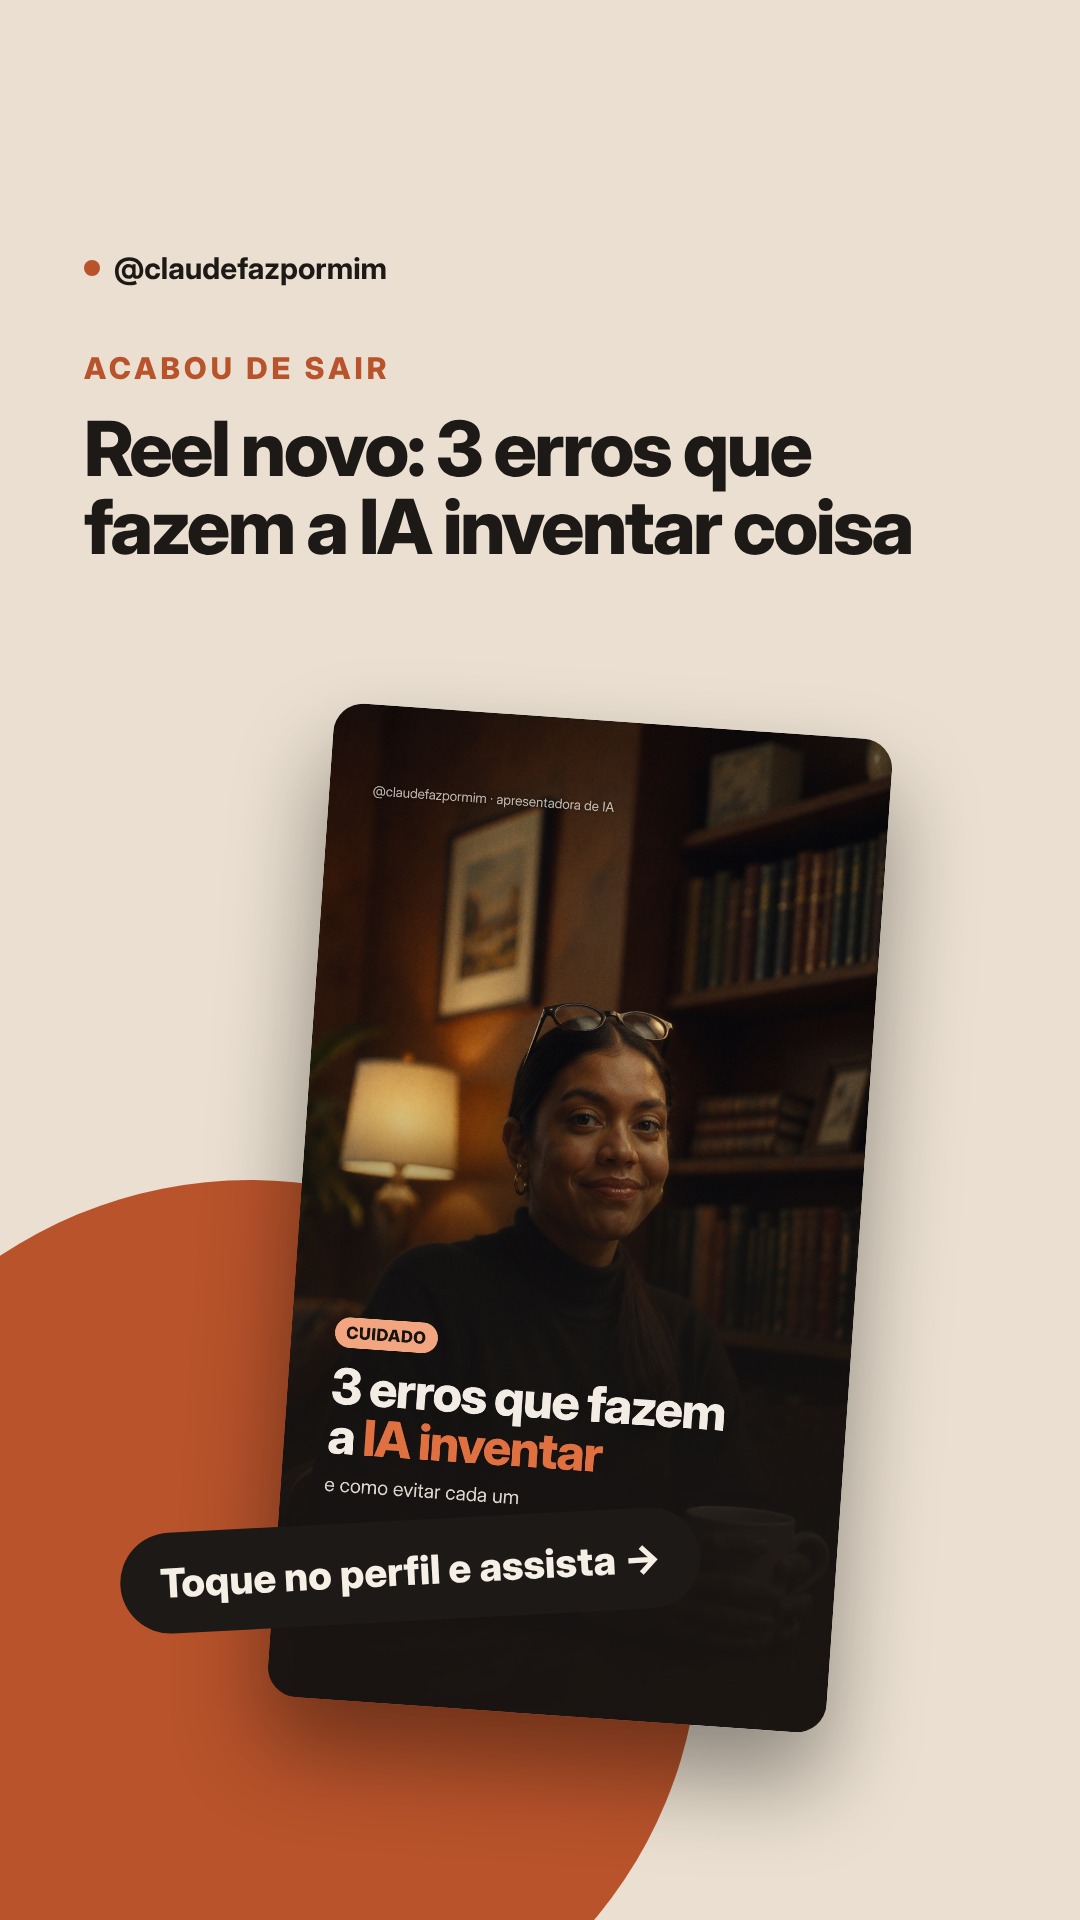 @claudefazpormim
ACABOU DE SAIR
Reel novo: 3 erros que
fazem a IA inventar coisa
@claudefazpormim · apresentadora de IA
CUIDADO
3 erros que fazem
a IA inventar
e como evitar cada um
Toque no perfil e assista →